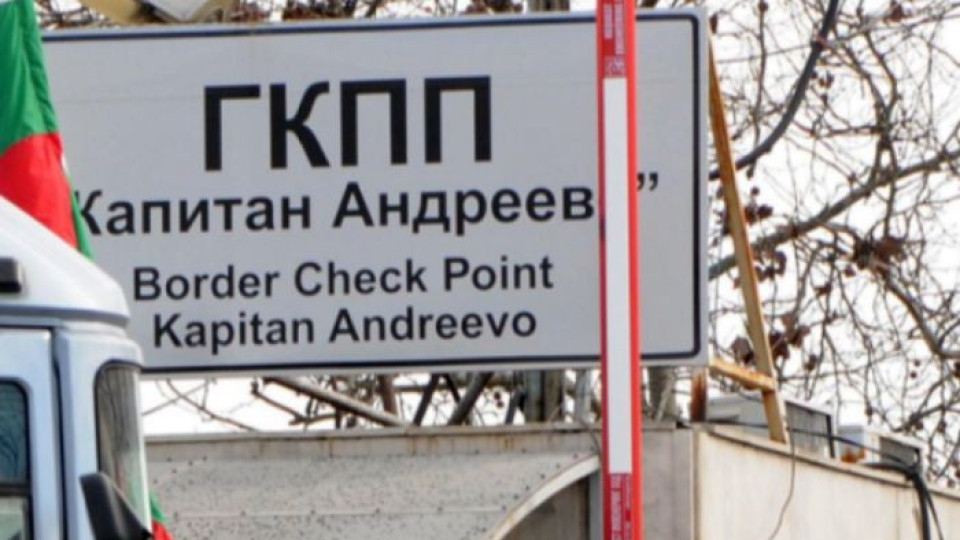 ГКПП
Капитан Андреев ”
Border Check Point
Kapitan Andreevo